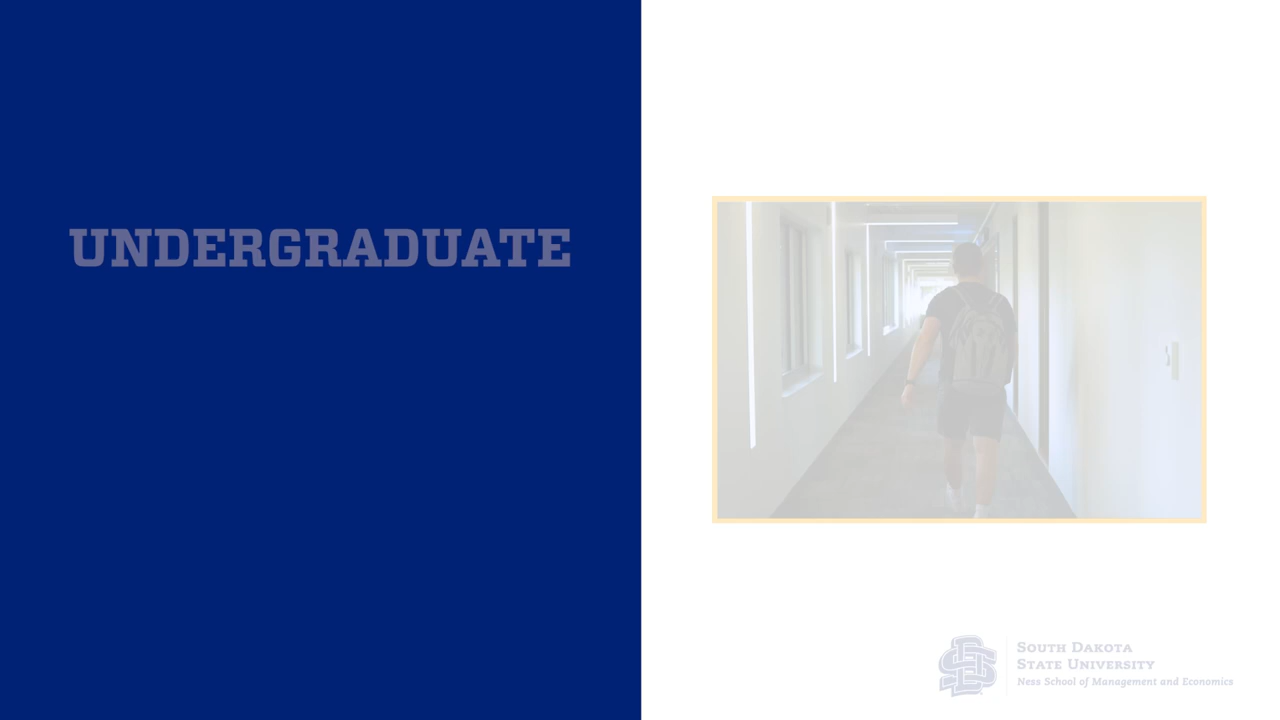 UNDERGRADUATE
South Dakota
State University
Ness School of Management and Economics